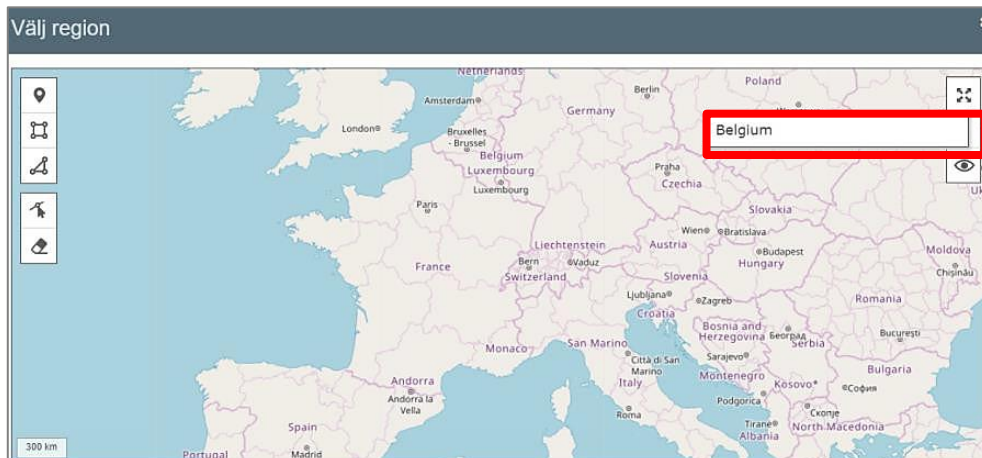 Välj region
Netherlands
Berlin
Poland
Amsterdam
Germany
London
Bruxelles
- Brussel
Belgium
Belgium
Luxembourg
Praha
Luxembourg
Czechia
Paris
Slovakia
Wien
Bratislava
Liechtenstein
Austria
Budapest
Moldova
France
Bern
Vaduz
Hungary
Switzerland
Slovenia
Chișinău
Ljubljana
Zagreb
Romania
Croatia
Bosnia and
Herzegovina
Београд
Serbia
București
Monaco
San Marino
Città di San
Marino
Sarajevo
Italy
Montenegro
Kosovo*
Bulgaria
София
Andorra
Andorra la
Vella
Podgorica
Roma
Скопје
Spain
Tiranë
Albania
North Macedonia
300 km
Portugal
Madrid